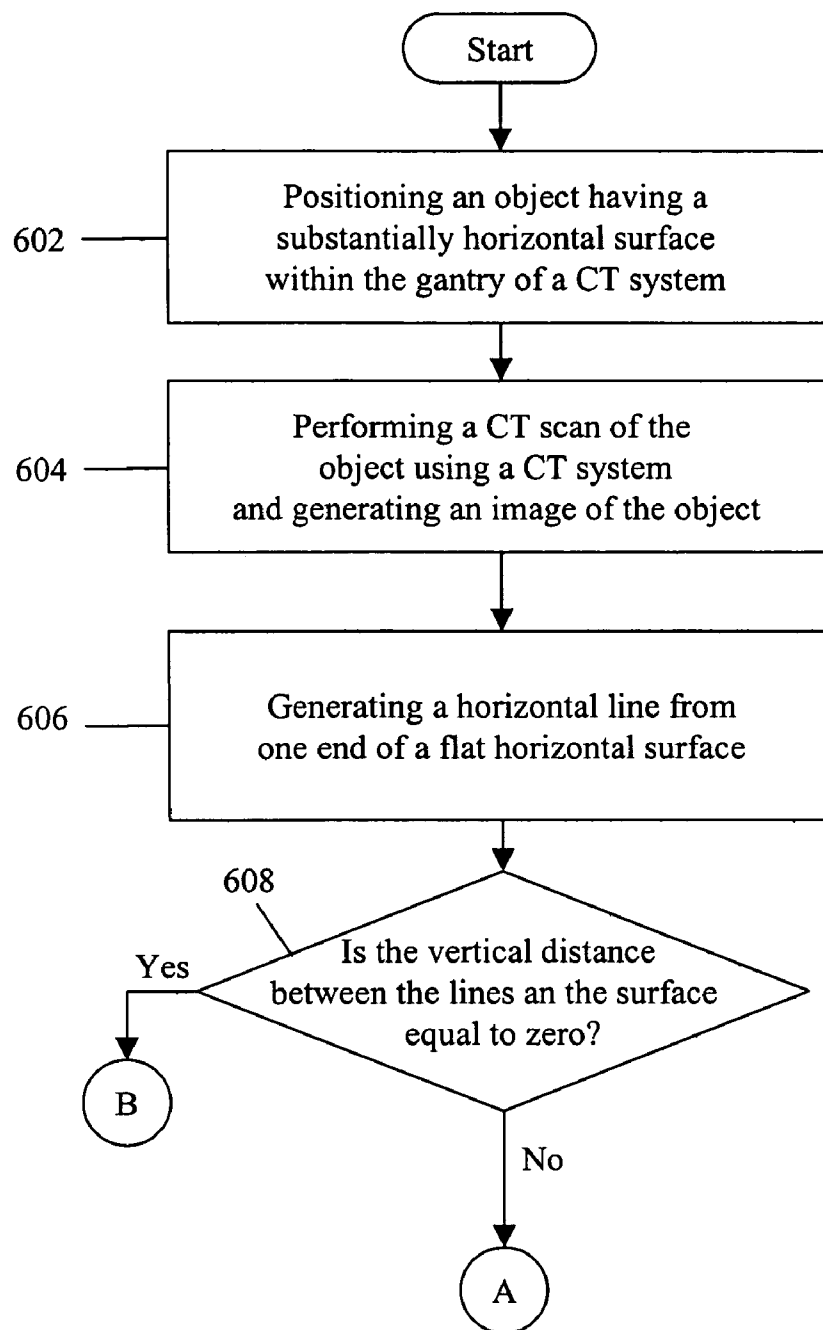 Start
602
Positioning an object having a
substantially horizontal surface
within the gantry of a CT system
604
Performing a CT scan of the
object using a CT system
and generating an image of the object
606
Generating a horizontal line from
one end of a flat horizontal surface
608
Is the vertical distance
between the lines an the surface
equal to zero?
Yes
B
No
A